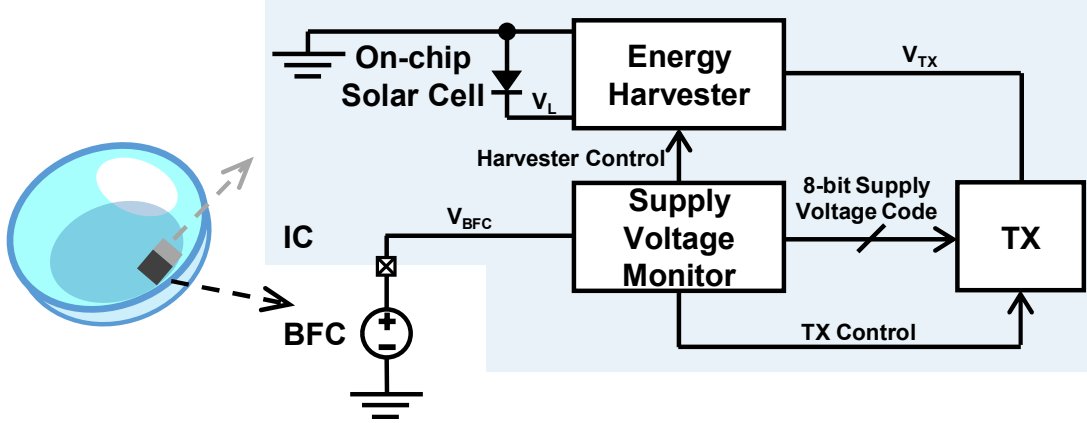 On-chip
Solar Cell
V_L
Energy
Harvester
V_TX
Harvester Control
8-bit Supply
Voltage Code
IC
V_BFC
Supply
Voltage
Monitor
TX
BFC
+
−
TX Control